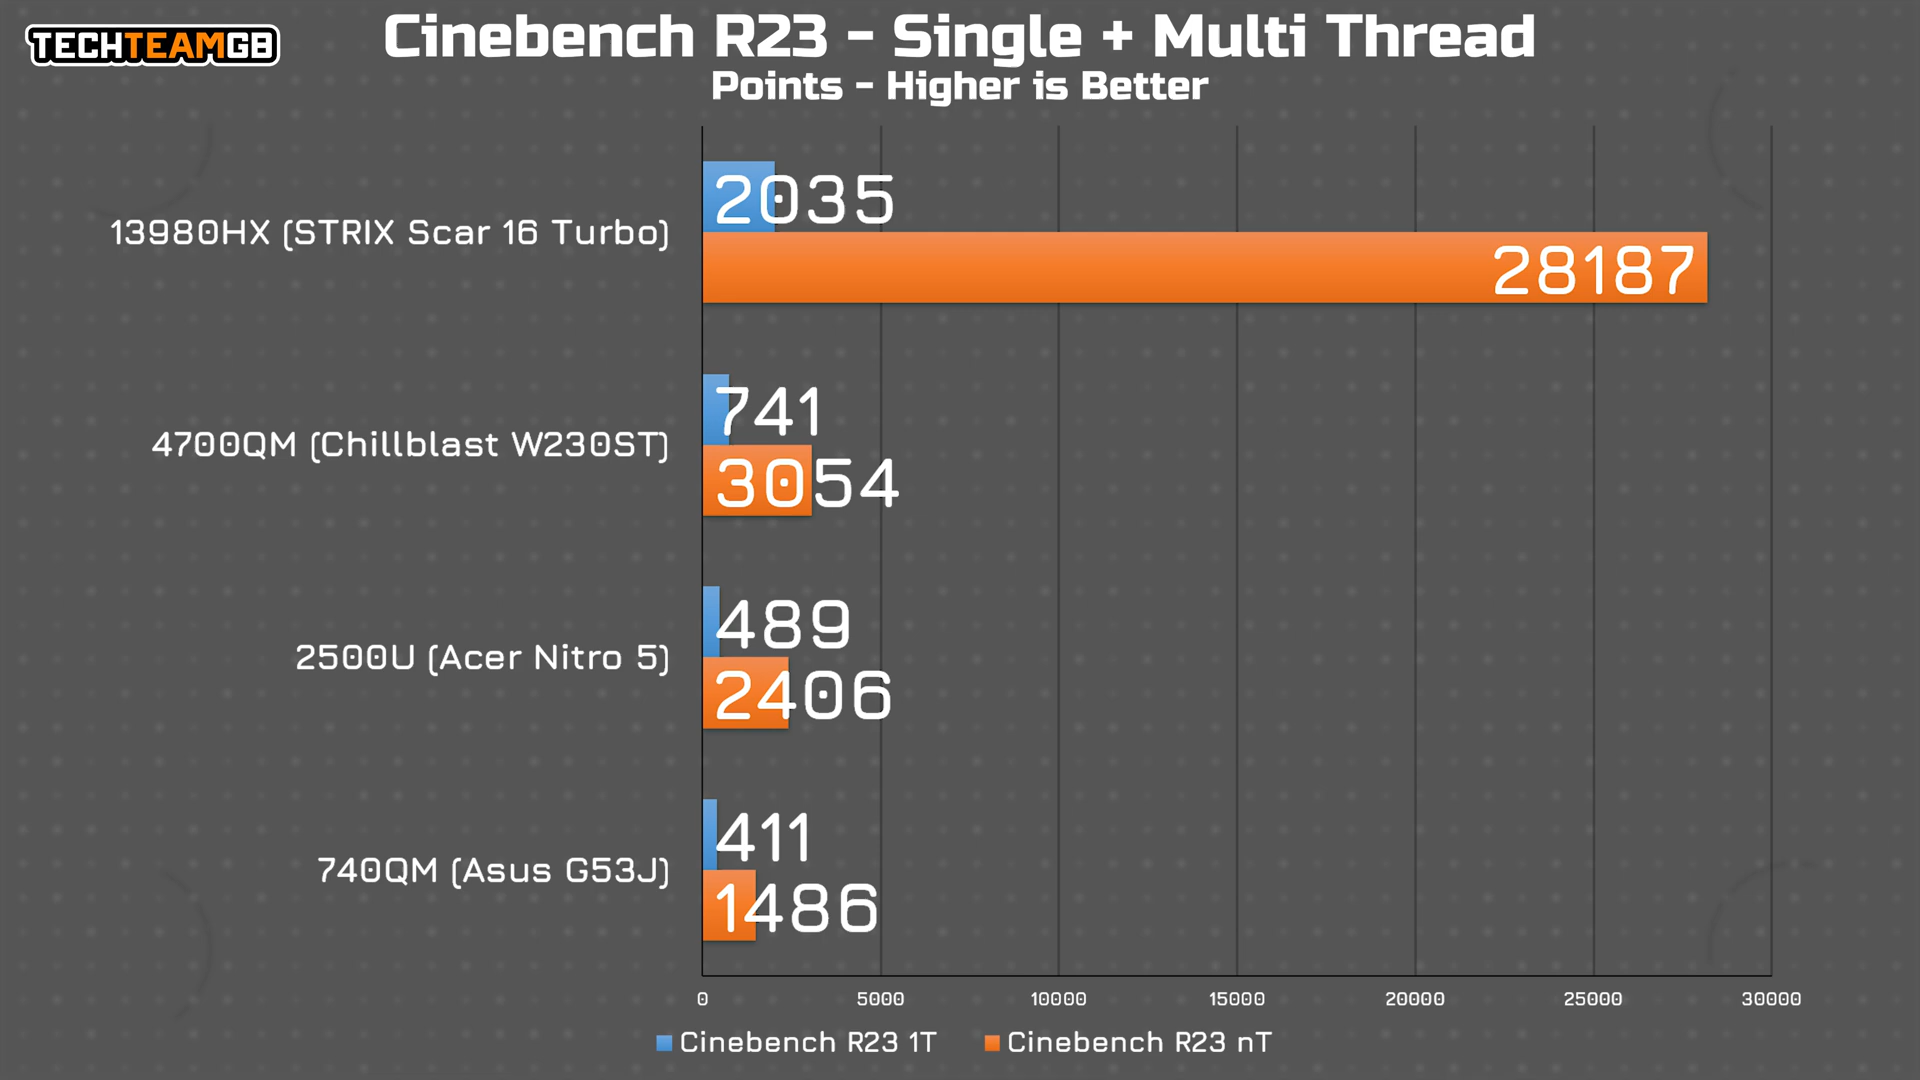 TECHTEAMGB
Cinebench R23 - Single + Multi Thread
Points - Higher is Better
13980HX (STRIX Scar 16 Turbo)
2035
28187
4700QM (Chillblast W230ST)
741
3054
2500U (Acer Nitro 5)
489
2406
740QM (Asus G53J)
411
1486
0 5000 10000 15000 20000 25000 30000
Cinebench R23 1T Cinebench R23 nT